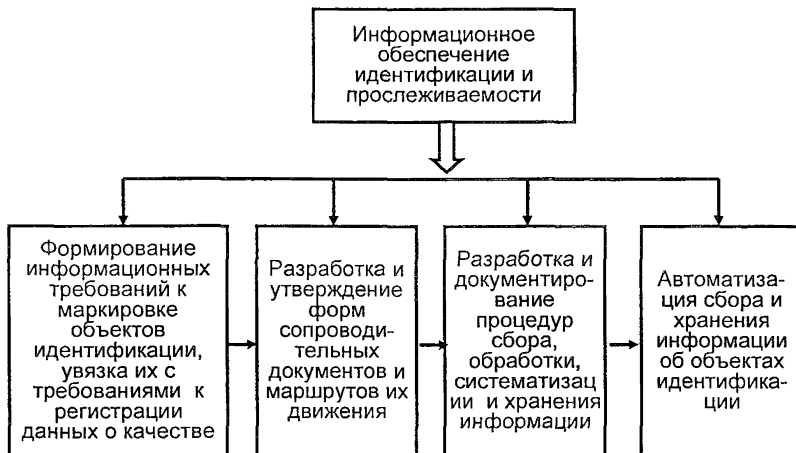 Информационное
обеспечение
идентификации и
прослеживаемости
Формирование
информационных
требований к
маркировке
объектов
идентификации,
увязка их с
требованиями к
регистрации
данных о качестве
Разработка и
утверждение
форм
сопроводи-
тельных
документов и
маршрутов их
движения
Разработка и
документиро-
вание
процедур
сбора,
обработки,
систематизац
ии и хранения
информации
Автоматиза-
ция сбора и
хранения
информации
об объектах
идентифика-
ции